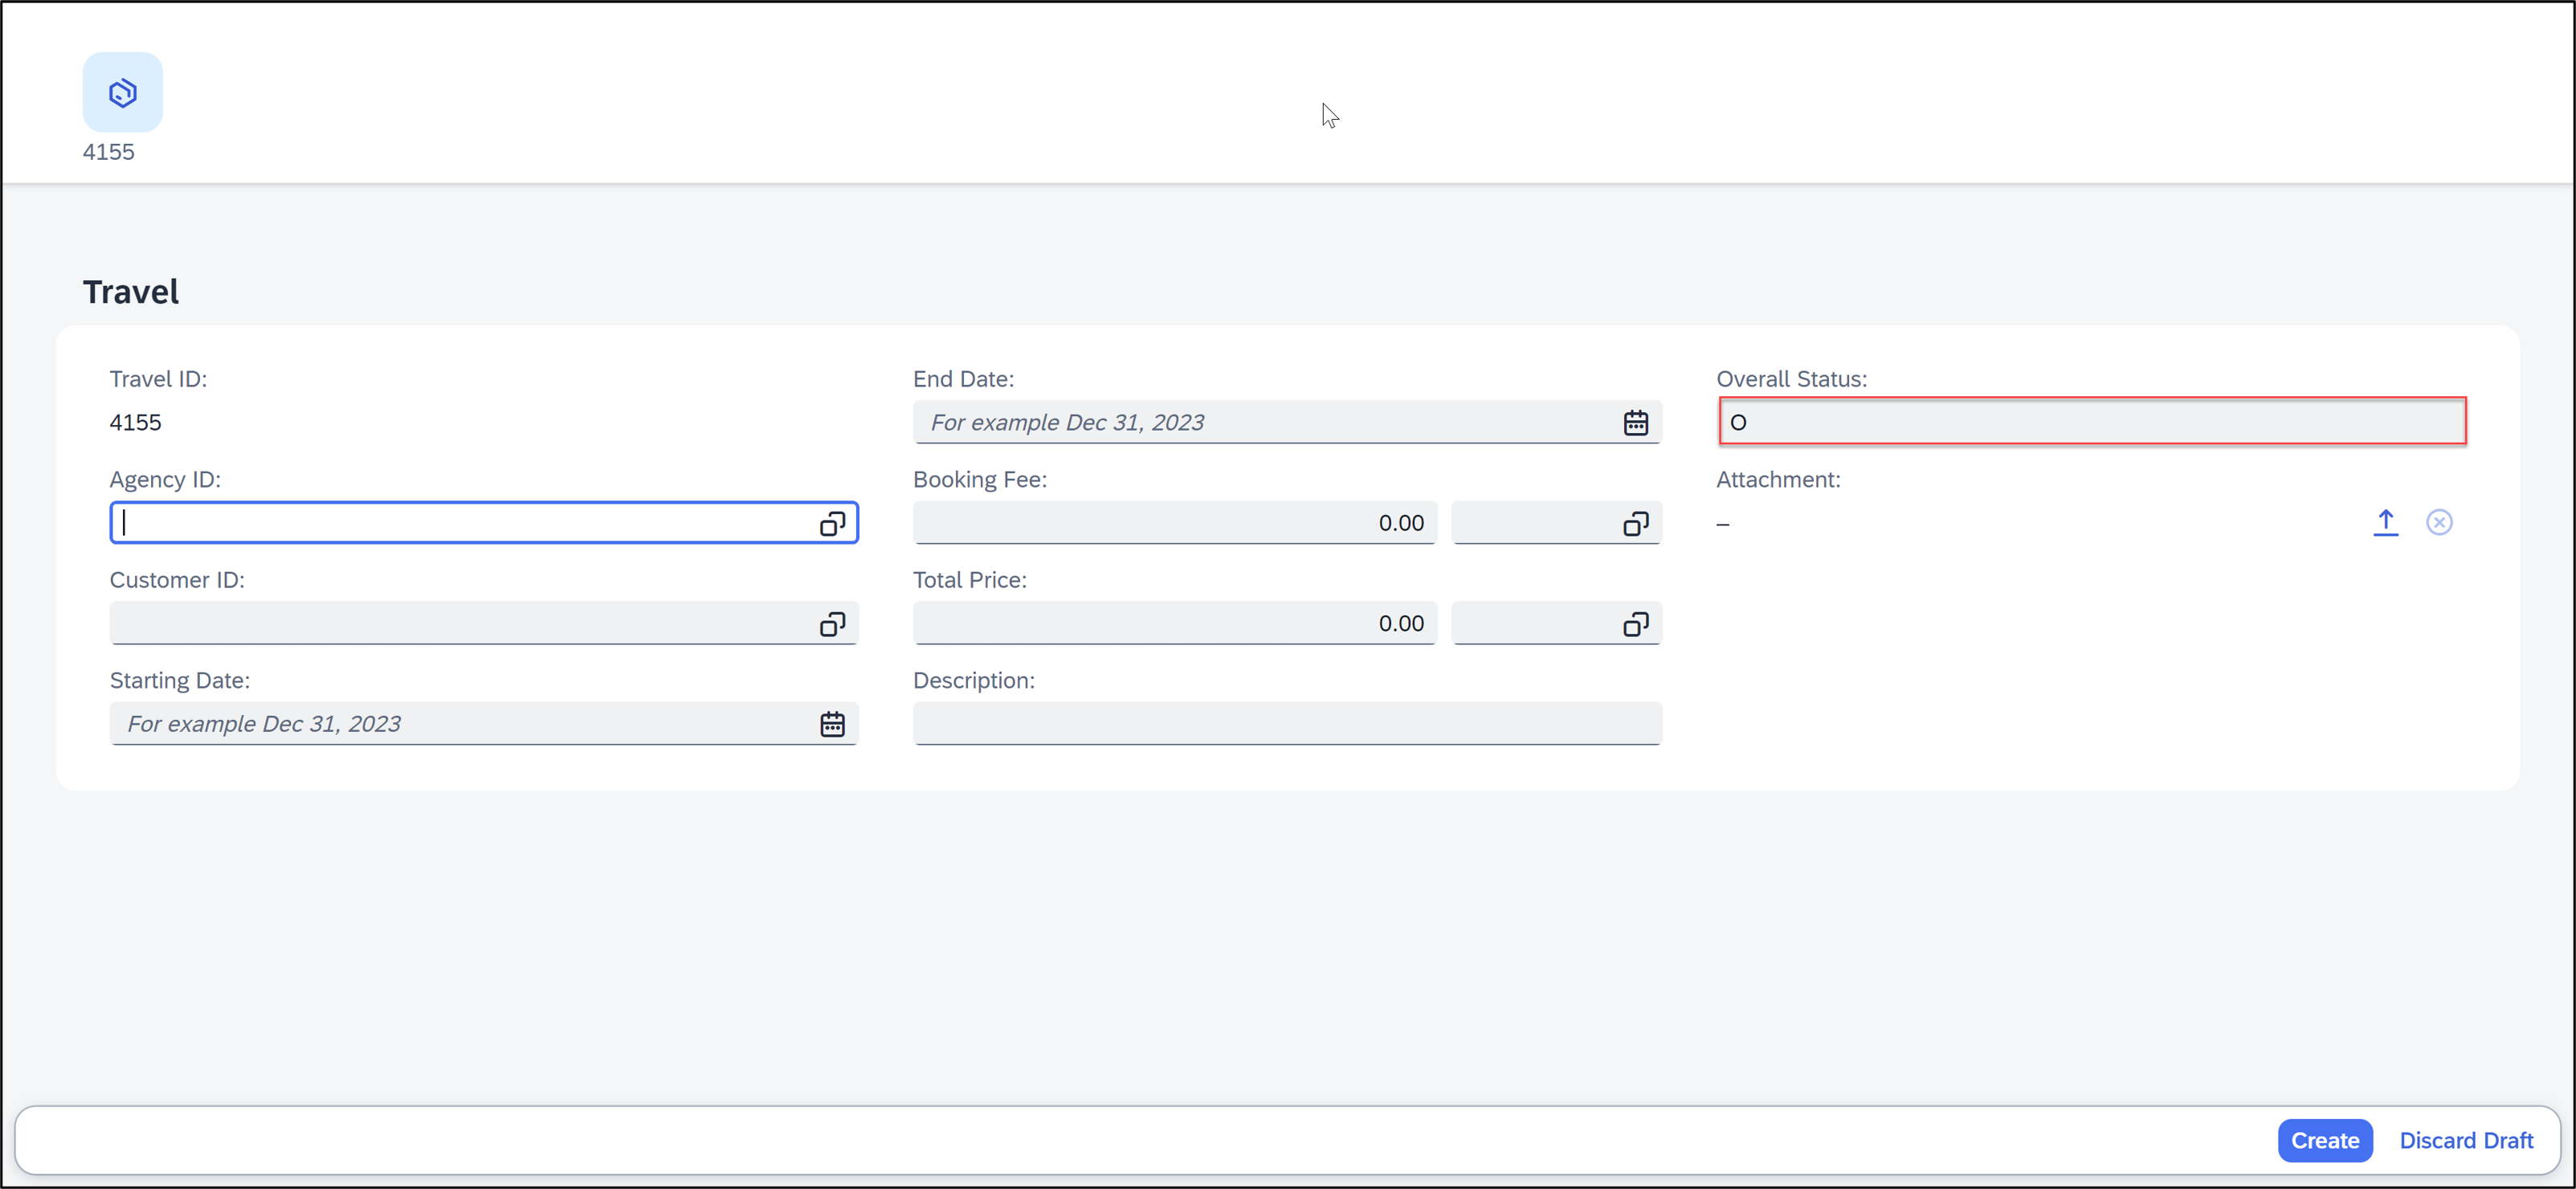 4155
Travel
Travel ID:
4155
Agency ID:
Customer ID:
Starting Date:
For example Dec 31, 2023
End Date:
For example Dec 31, 2023
Booking Fee:
0.00
Total Price:
0.00
Description:
Overall Status:
O
Attachment:
–
Create Discard Draft